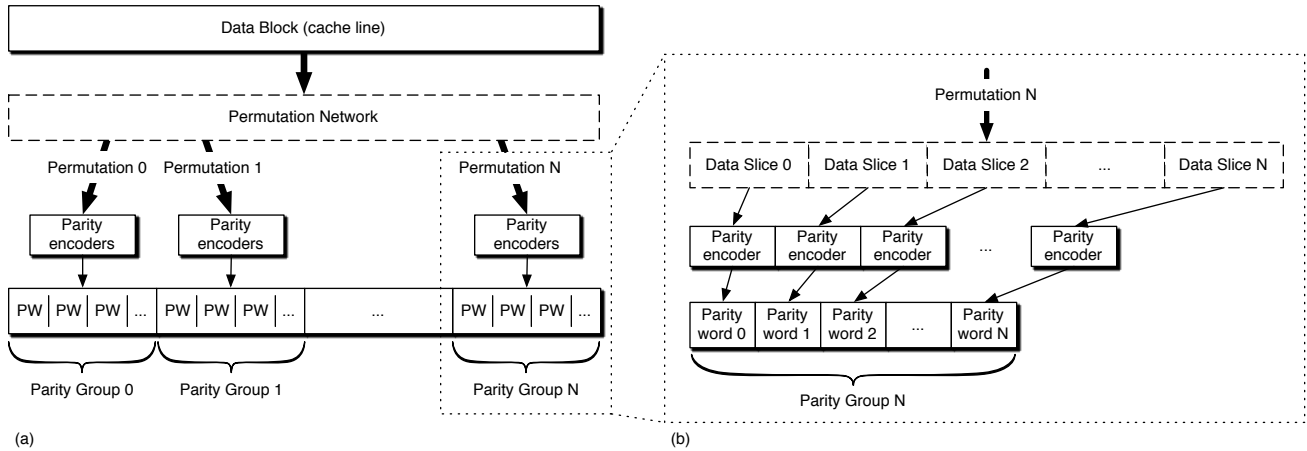 Data Block (cache line)
Permutation Network
Permutation 0
Permutation 1
Permutation N
Parity
encoders
Parity
encoders
Parity
encoders
PW PW PW ... PW PW PW ... ... PW PW PW ...
Parity Group 0
Parity Group 1
Parity Group N
(a)
Permutation N
Data Slice 0
Data Slice 1
Data Slice 2
...
Data Slice N
Parity
encoder
Parity
encoder
Parity
encoder
...
Parity
encoder
Parity
word 0
Parity
word 1
Parity
word 2
...
Parity
word N
Parity Group N
(b)